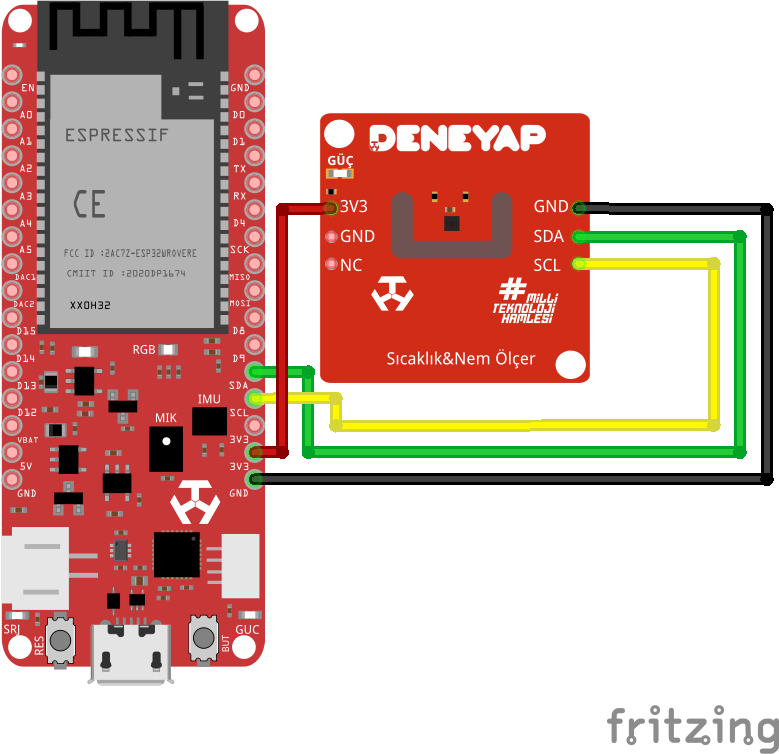 EN
A0
A1
A2
A3
A4
A5
DAC1
DAC2
D15
D14
D13
D12
VBAT
5V
GND
ESPRESSIF
CE
FCC ID :2AC7Z-ESP32WROVERE
CMIIT ID :2020DP1674
XX0H32
GND
D0
D1
TX
RX
D4
SCK
MISO
MOSI
D8
D9
SDA
SCL
3V3
3V3
GND
RGB
IMU
MIK
SRJ
RES
BUT
GUC
DENEYAP
GÜÇ
3V3
GND
NC
GND
SDA
SCL
#MİLLİ
TEKNOLOJİ
HAMLESİ
Sıcaklık&Nem Ölçer
fritzing